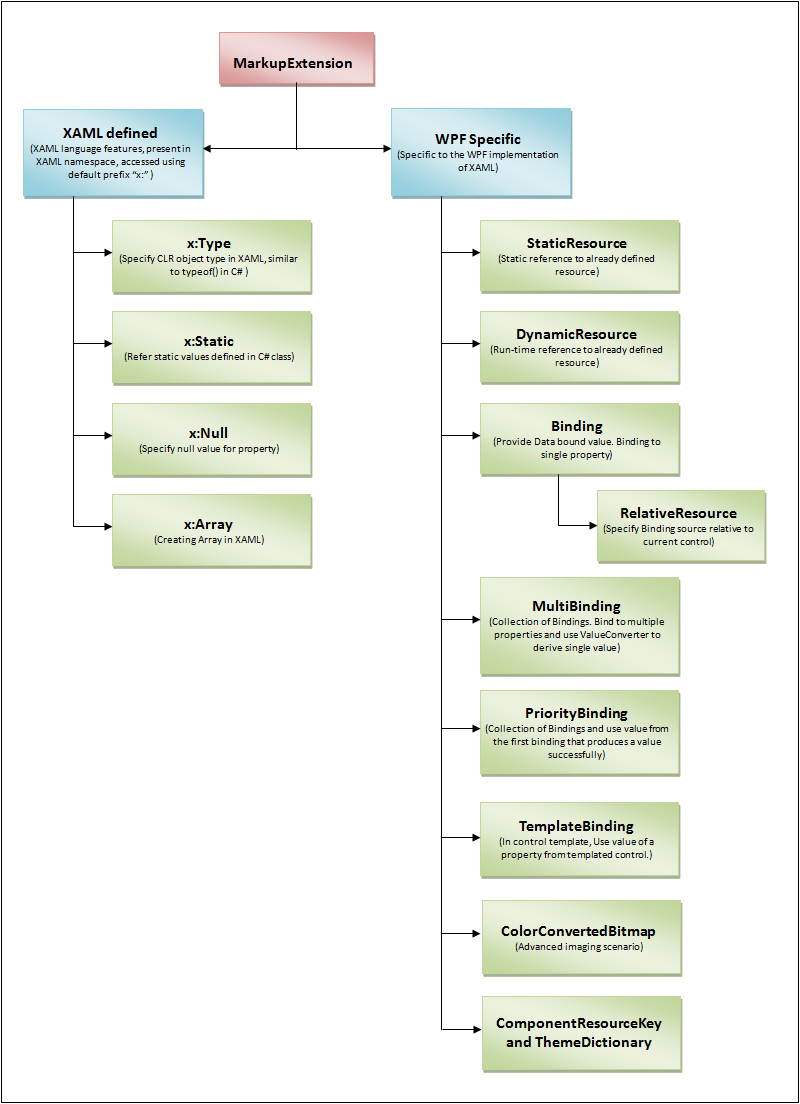 MarkupExtension
XAML defined
(XAML language features, present in
XAML namespace, accessed using
default prefix “x:” )
WPF Specific
(Specific to the WPF implementation
of XAML)
x:Type
(Specify CLR object type in XAML, similar
to typeof() in C# )
x:Static
(Refer static values defined in C# class)
x:Null
(Specify null value for property)
x:Array
(Creating Array in XAML)
StaticResource
(Static reference to already defined
resource)
DynamicResource
(Run-time reference to already defined
resource)
Binding
(Provide Data bound value. Binding to
single property)
RelativeResource
(Specify Binding source relative to
current control)
MultiBinding
(Collection of Bindings. Bind to multiple
properties and use ValueConverter to
derive single value)
PriorityBinding
(Collection of Bindings and use value from
the first binding that produces a value
successfully)
TemplateBinding
(In control template, Use value of a
property from templated control.)
ColorConvertedBitmap
(Advanced imaging scenario)
ComponentResourceKey
and ThemeDictionary